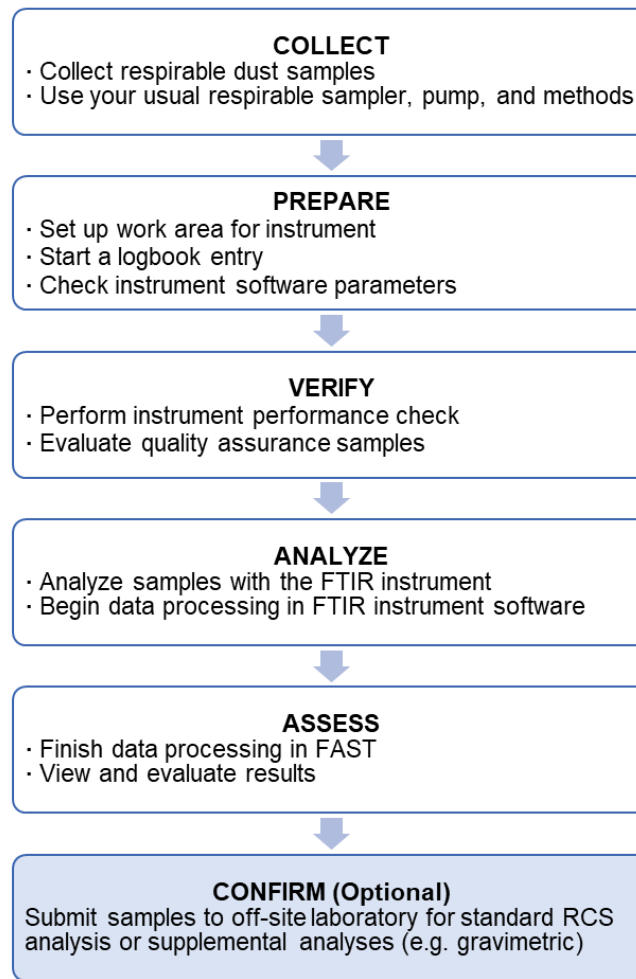 COLLECT
· Collect respirable dust samples
· Use your usual respirable sampler, pump, and methods
PREPARE
· Set up work area for instrument
· Start a logbook entry
· Check instrument software parameters
VERIFY
· Perform instrument performance check
· Evaluate quality assurance samples
ANALYZE
· Analyze samples with the FTIR instrument
· Begin data processing in FTIR instrument software
ASSESS
· Finish data processing in FAST
· View and evaluate results
CONFIRM (Optional)
Submit samples to off-site laboratory for standard RCS
analysis or supplemental analyses (e.g. gravimetric)